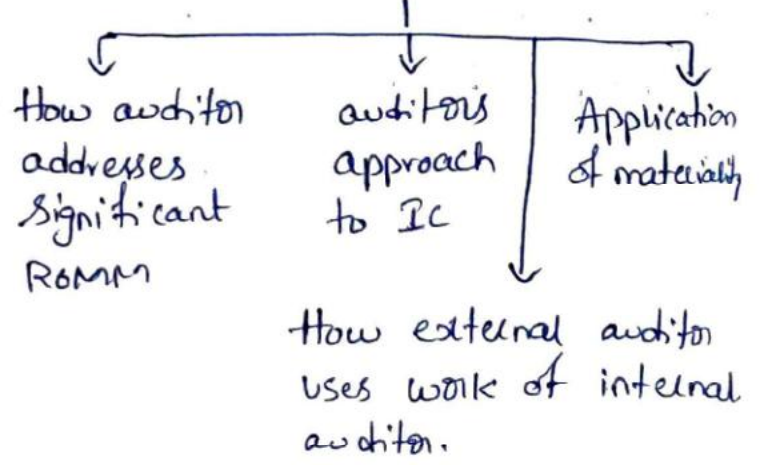 How auditor
addresses
significant
ROMM
auditors
approach
to IC
Application
of materiality
How external auditor
uses work of internal
auditor.